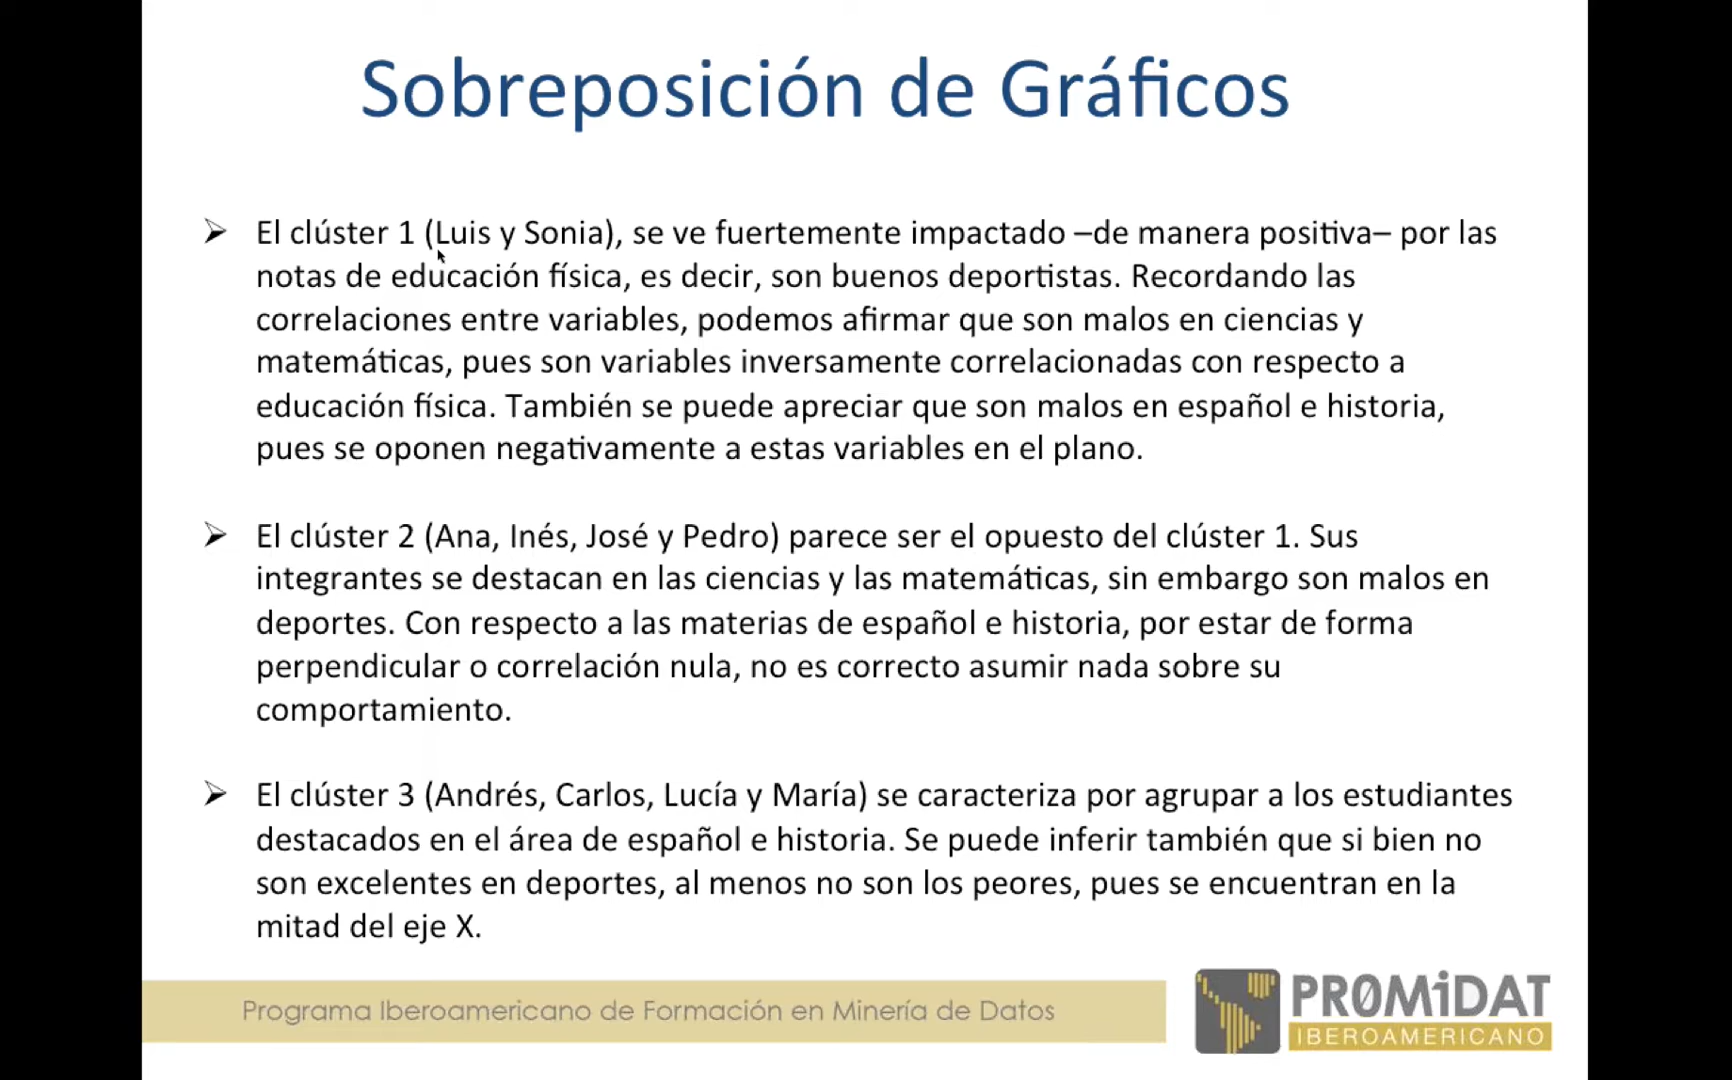 Sobreposición de Gráficos
El clúster 1 (Luis y Sonia), se ve fuertemente impactado –de manera positiva– por las
notas de educación física, es decir, son buenos deportistas. Recordando las
correlaciones entre variables, podemos afirmar que son malos en ciencias y
matemáticas, pues son variables inversamente correlacionadas con respecto a
educación física. También se puede apreciar que son malos en español e historia,
pues se oponen negativamente a estas variables en el plano.
El clúster 2 (Ana, Inés, José y Pedro) parece ser el opuesto del clúster 1. Sus
integrantes se destacan en las ciencias y las matemáticas, sin embargo son malos en
deportes. Con respecto a las materias de español e historia, por estar de forma
perpendicular o correlación nula, no es correcto asumir nada sobre su
comportamiento.
El clúster 3 (Andrés, Carlos, Lucía y María) se caracteriza por agrupar a los estudiantes
destacados en el área de español e historia. Se puede inferir también que si bien no
son excelentes en deportes, al menos no son los peores, pues se encuentran en la
mitad del eje X.
Programa Iberoamericano de Formación en Minería de Datos
PR0MiDAT
IBEROAMERICANO